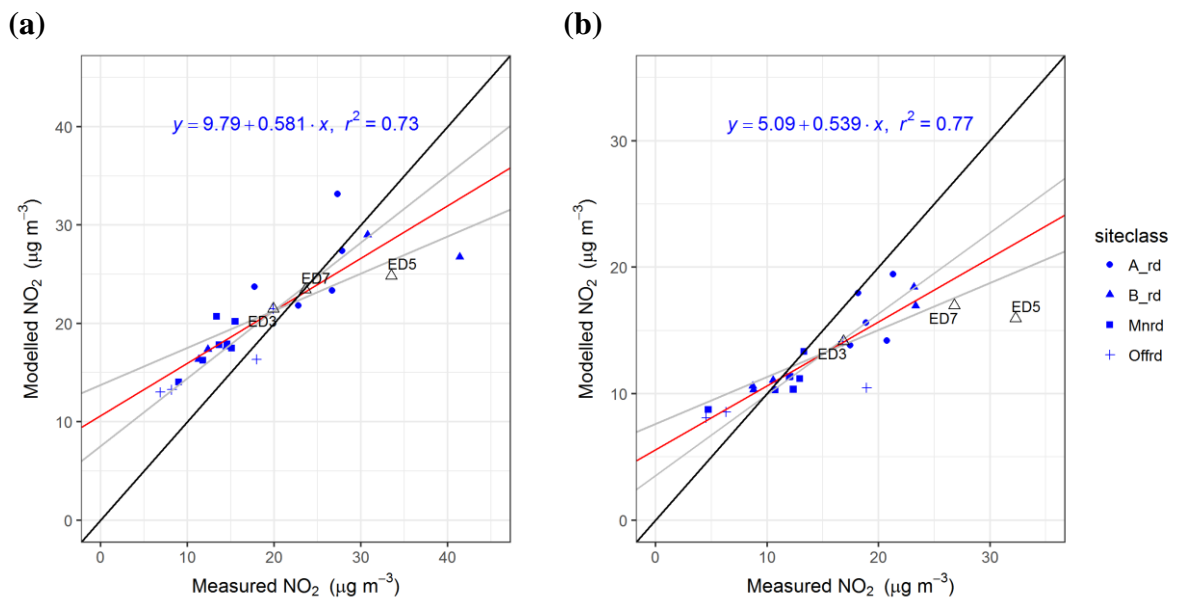 (a)
y = 9.79 + 0.581 · x, r² = 0.73
40
30
20
10
0
Modelled NO₂ (μg m⁻³)
ED7
ED5
ED3
0 10 20 30 40
Measured NO₂ (μg m⁻³)
(b)
y = 5.09 + 0.539 · x, r² = 0.77
30
20
10
0
Modelled NO₂ (μg m⁻³)
ED5
ED7
ED3
0 10 20 30
Measured NO₂ (μg m⁻³)
siteclass
A_rd
B_rd
Mnrd
Offrd